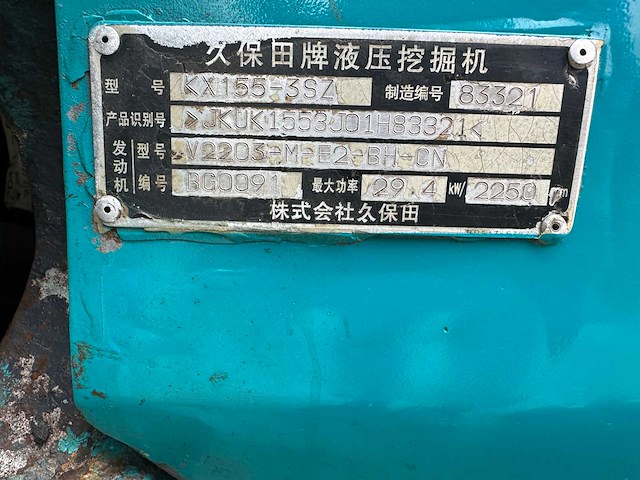 久保田牌液压挖掘机
型 号 KX155-3SZ 制造编号 83321
产品识别号 >JKUK1553J01H83321<
发动机 型号 V2203-M-E2-BH-CN
编号 BG0091 最大功率 29.4 kW/ 2250 rpm
株式会社久保田